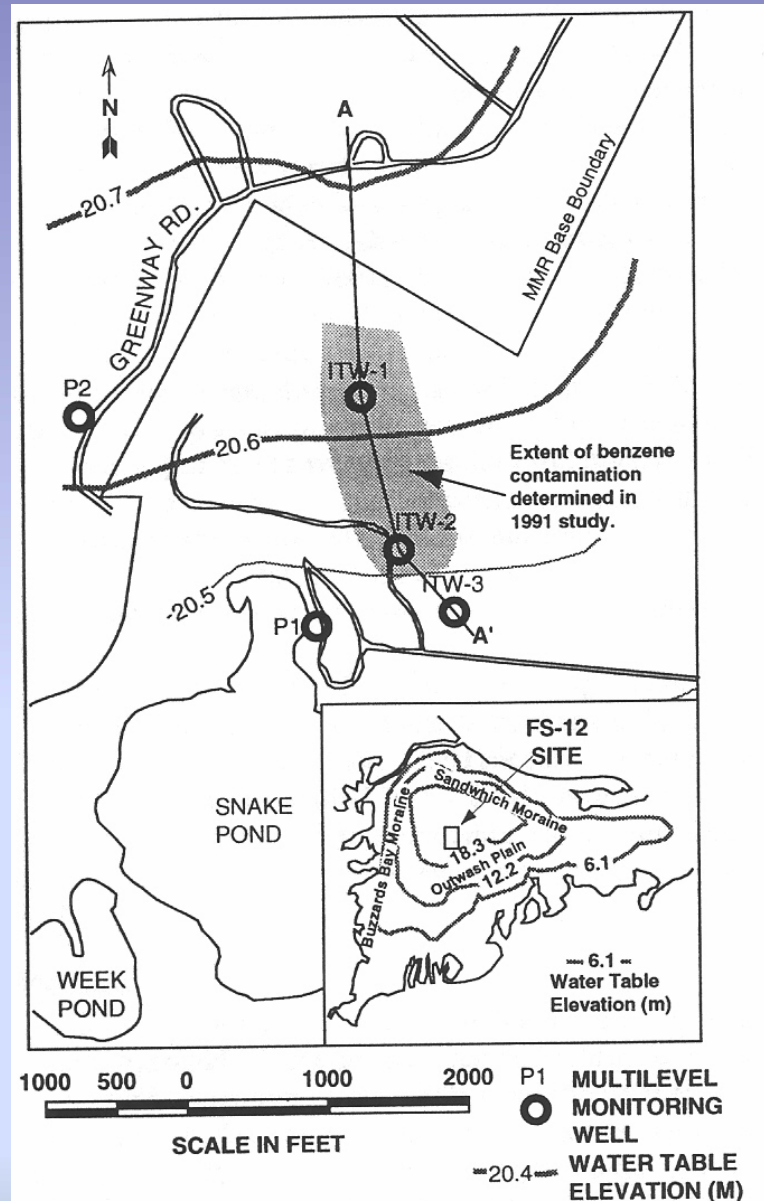 N
A
20.7
GREENWAY RD.
MMR Base Boundary
ITW-1
P2
20.6
Extent of benzene
contamination
determined in
1991 study.
ITW-2
-20.5
ITW-3
P1
A'
FS-12
SITE
Sandwhich Moraine
SNAKE
POND
Buzzards Bay Moraine
18.3
Outwash Plain
12.2
6.1
WEEK
POND
6.1
Water Table
Elevation (m)
1000 500 0 1000 2000
SCALE IN FEET
P1 MULTILEVEL
MONITORING
WELL
20.4 WATER TABLE
ELEVATION (M)